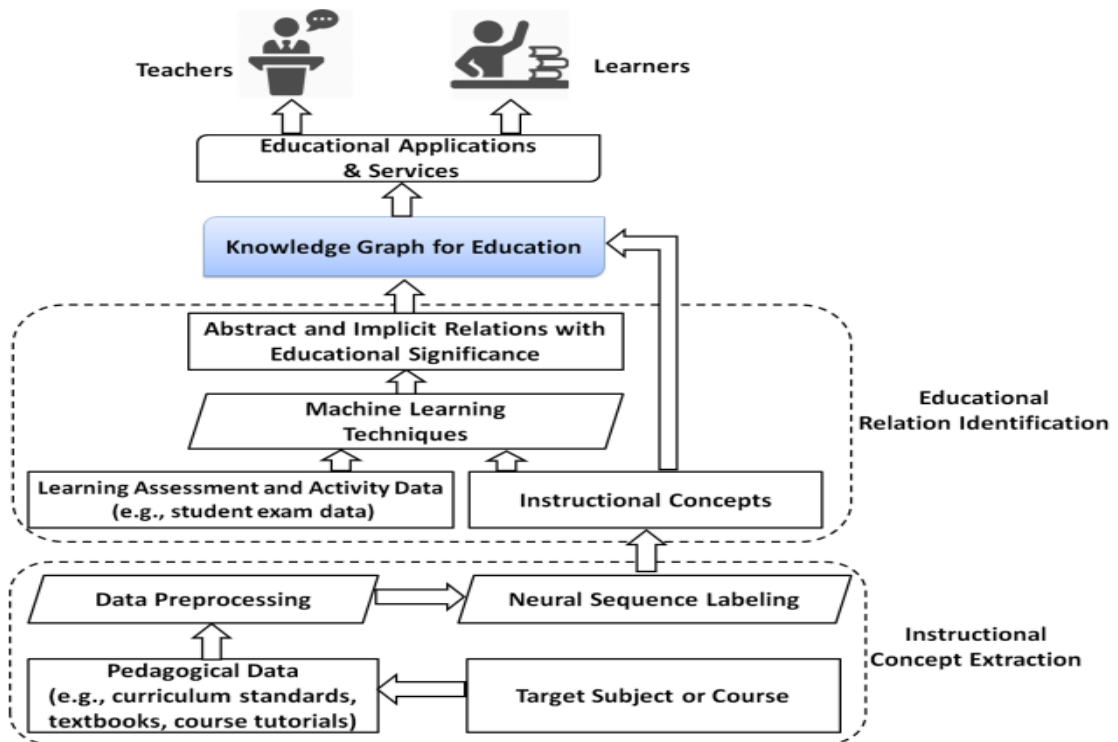 Teachers
Learners
Educational Applications
& Services
Knowledge Graph for Education
Abstract and Implicit Relations with
Educational Significance
Machine Learning
Techniques
Educational
Relation Identification
Learning Assessment and Activity Data
(e.g., student exam data)
Instructional Concepts
Data Preprocessing
Neural Sequence Labeling
Instructional
Concept Extraction
Pedagogical Data
(e.g., curriculum standards,
textbooks, course tutorials)
Target Subject or Course